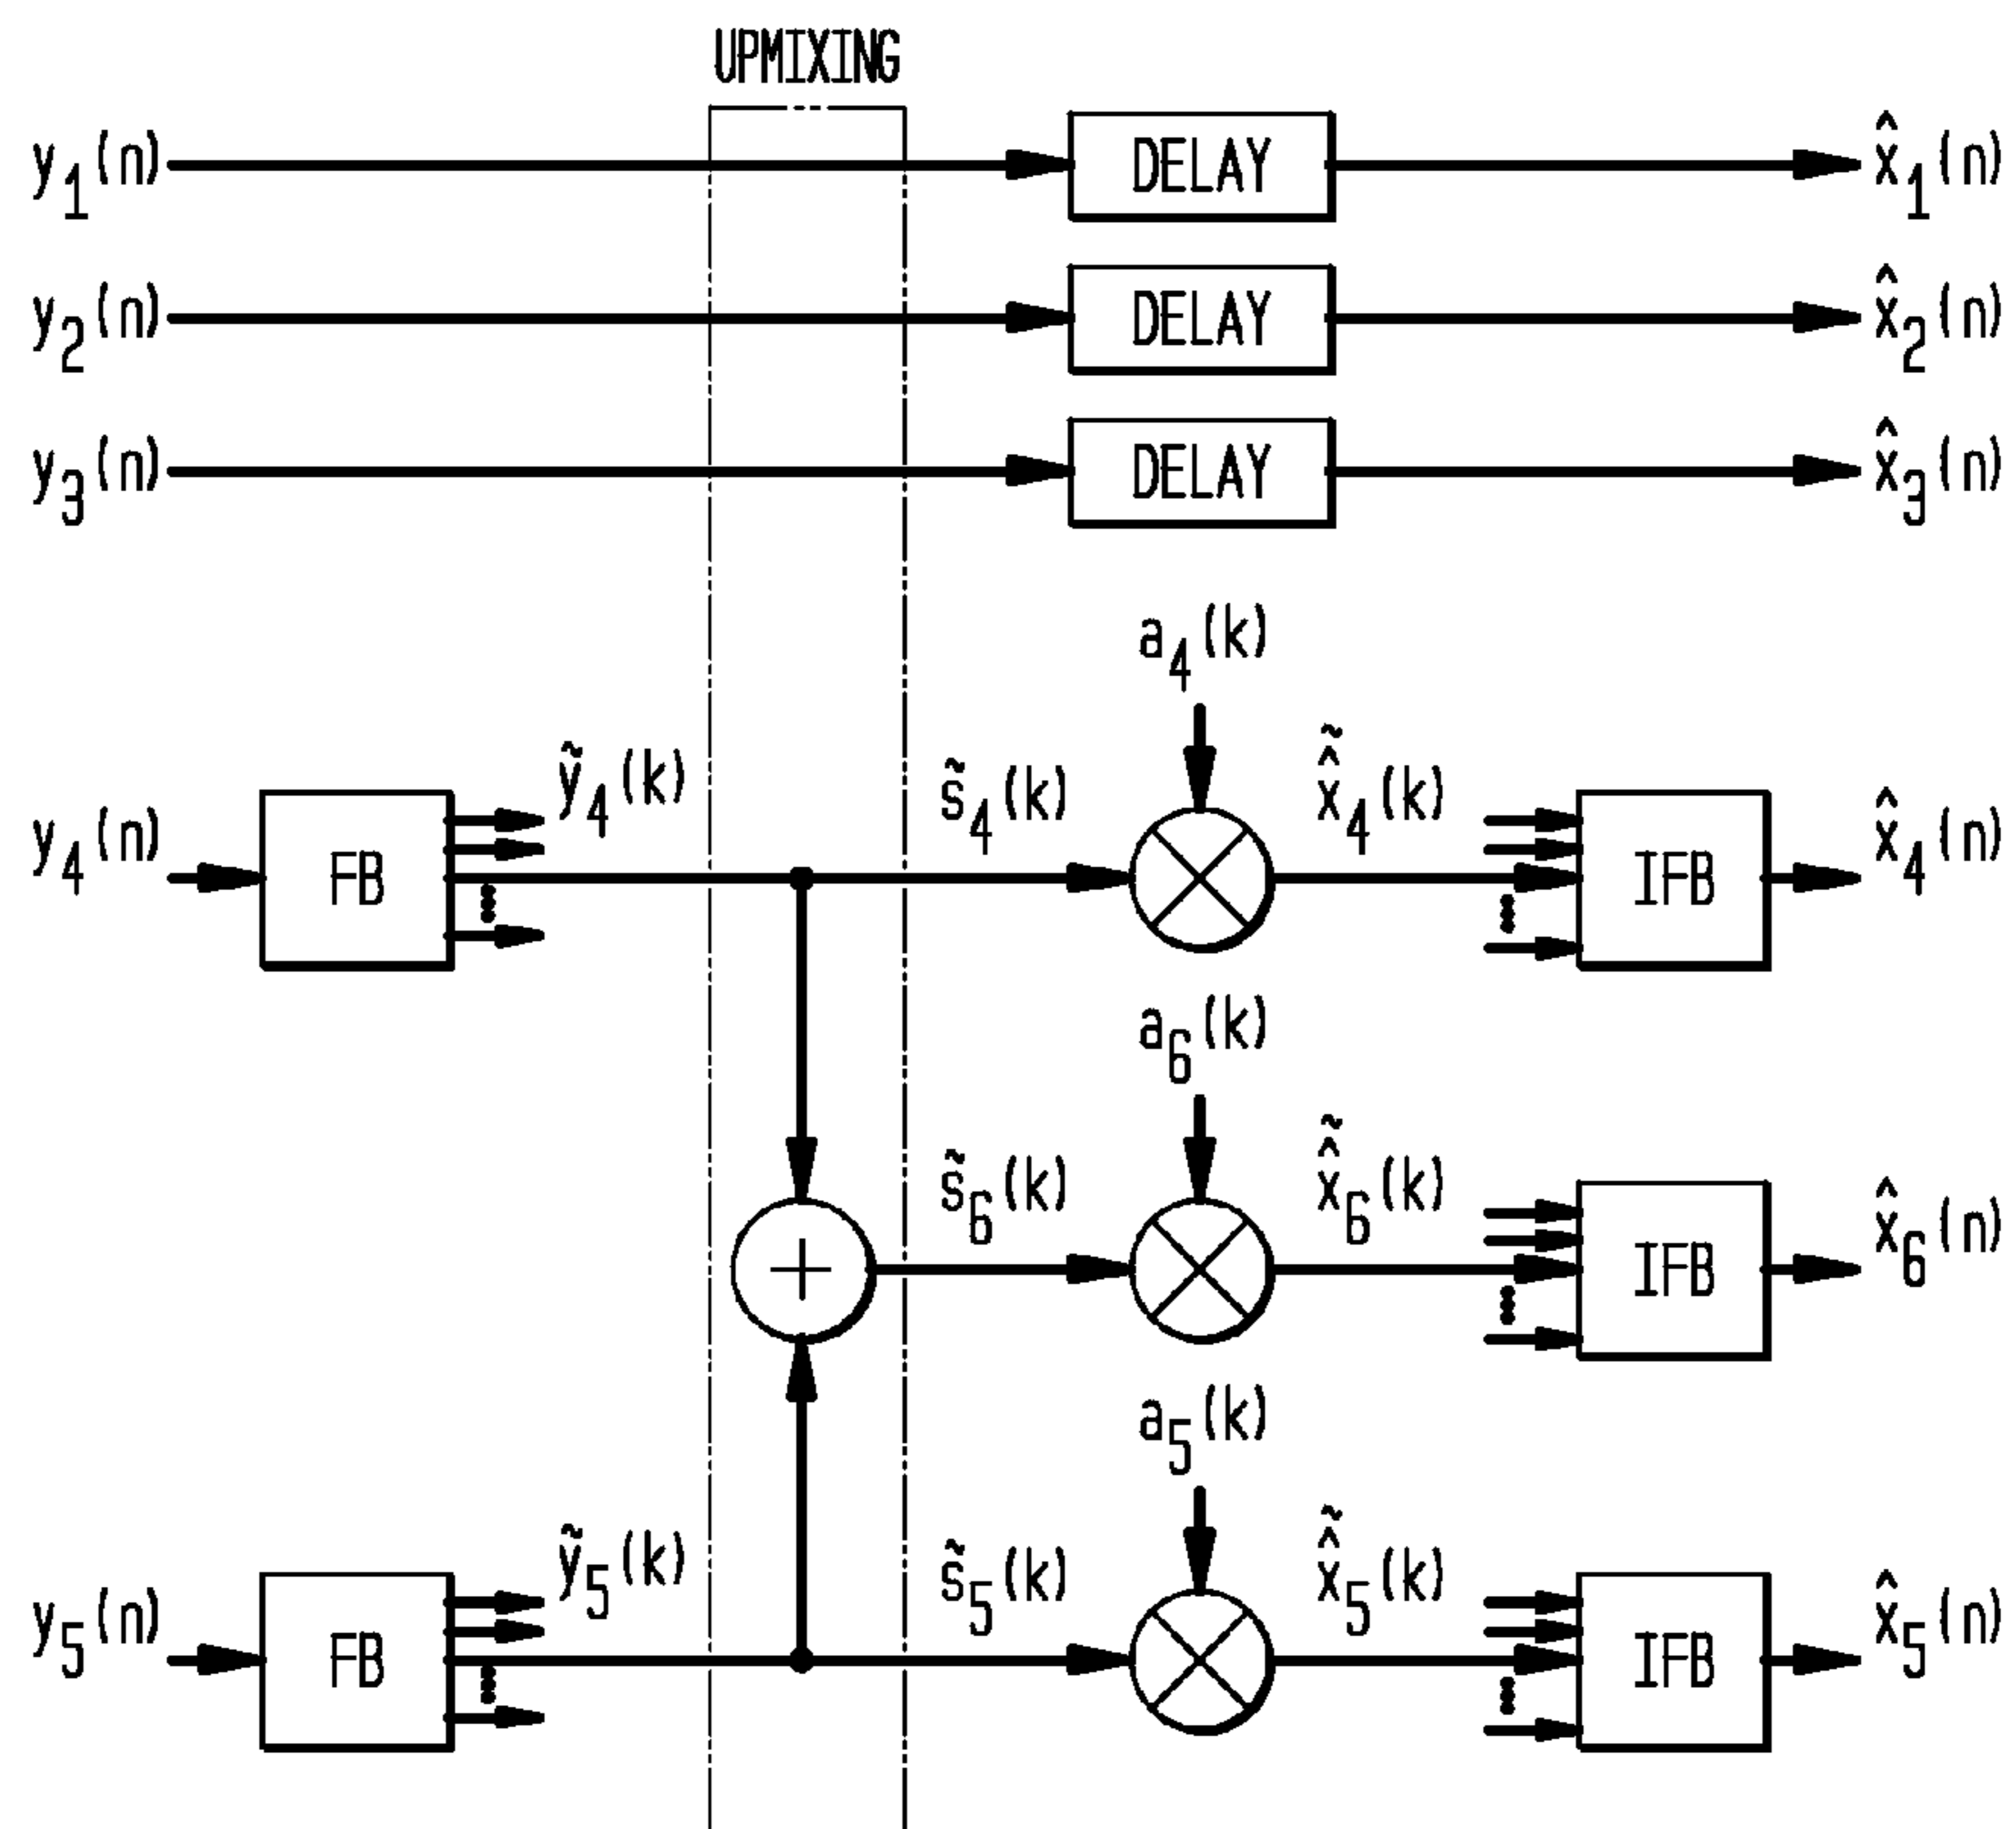 UPMIXING
y₁(n) DELAY x̂₁(n)
y₂(n) DELAY x̂₂(n)
y₃(n) DELAY x̂₃(n)
a₄(k)
ỹ₄(k) s̃₄(k) x̂̃₄(k)
y₄(n) FB IFB x̂₄(n)
a₆(k)
s̃₆(k) x̂̃₆(k)
+ IFB x̂₆(n)
a₅(k)
ỹ₅(k) s̃₅(k) x̂̃₅(k)
y₅(n) FB IFB x̂₅(n)